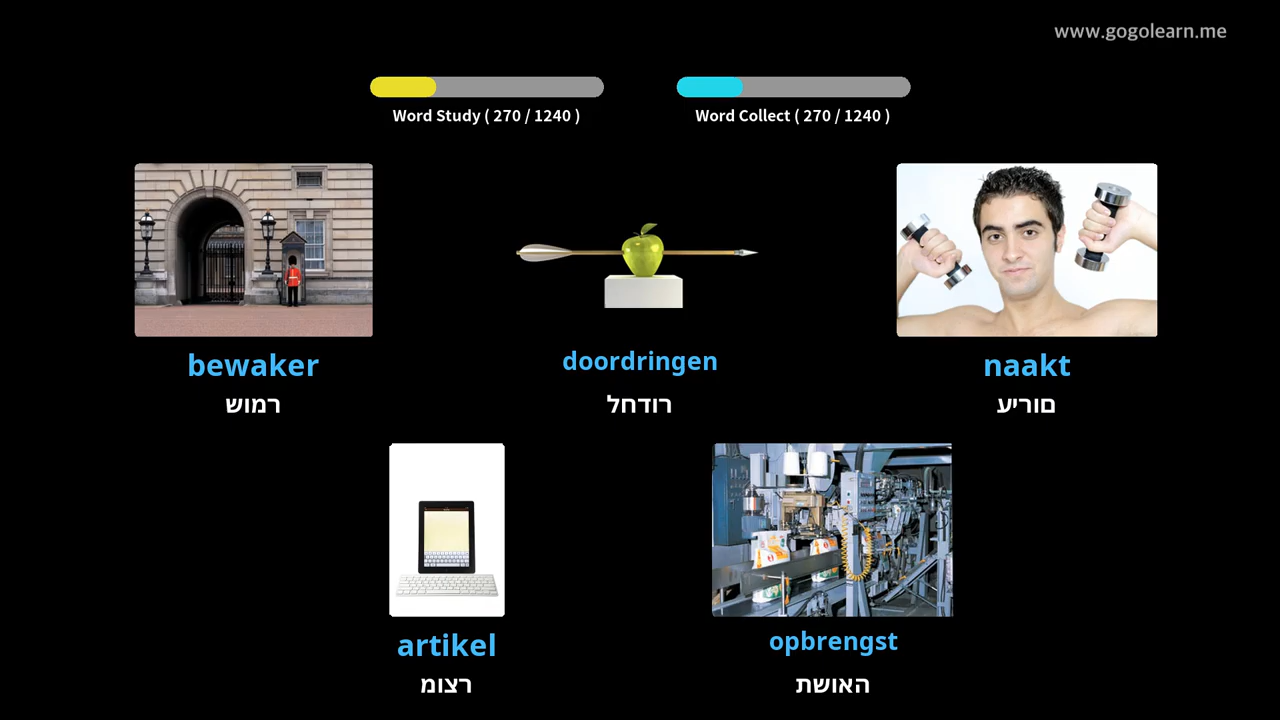 www.gogolearn.me
Word Study ( 270 / 1240 )
Word Collect ( 270 / 1240 )
bewaker
רמוש
doordringen
רודחל
naakt
םוריע
artikel
רצומ
opbrengst
האושת